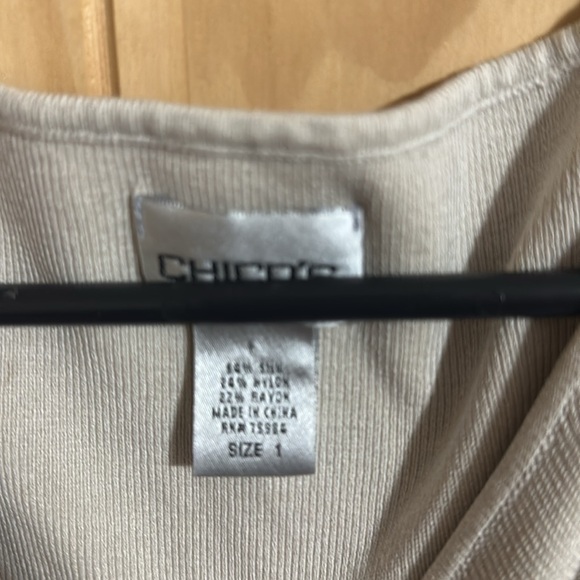 CHICO'S
54% SILK
24% NYLON
22% RAYON
MADE IN CHINA
RN# 75984
SIZE 1